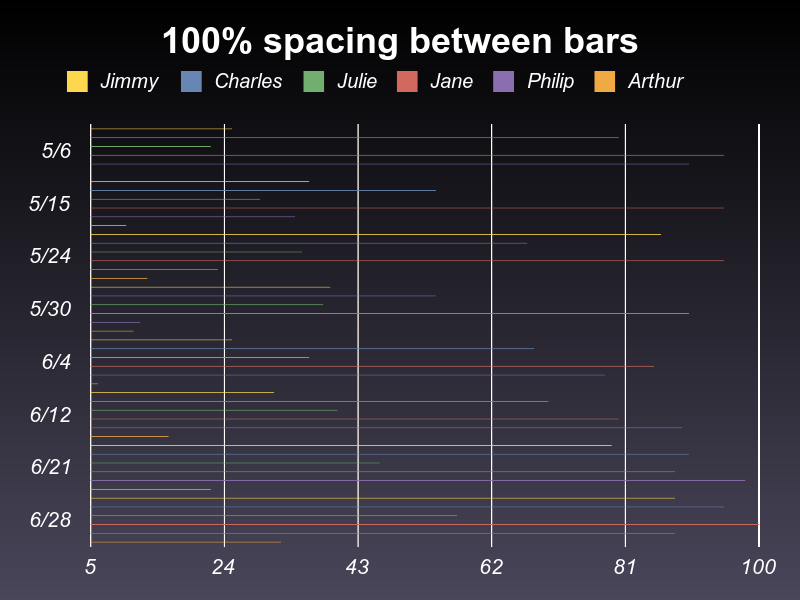 100% spacing between bars
Jimmy Charles Julie Jane Philip Arthur
5/6
5/15
5/24
5/30
6/4
6/12
6/21
6/28
5 24 43 62 81 100